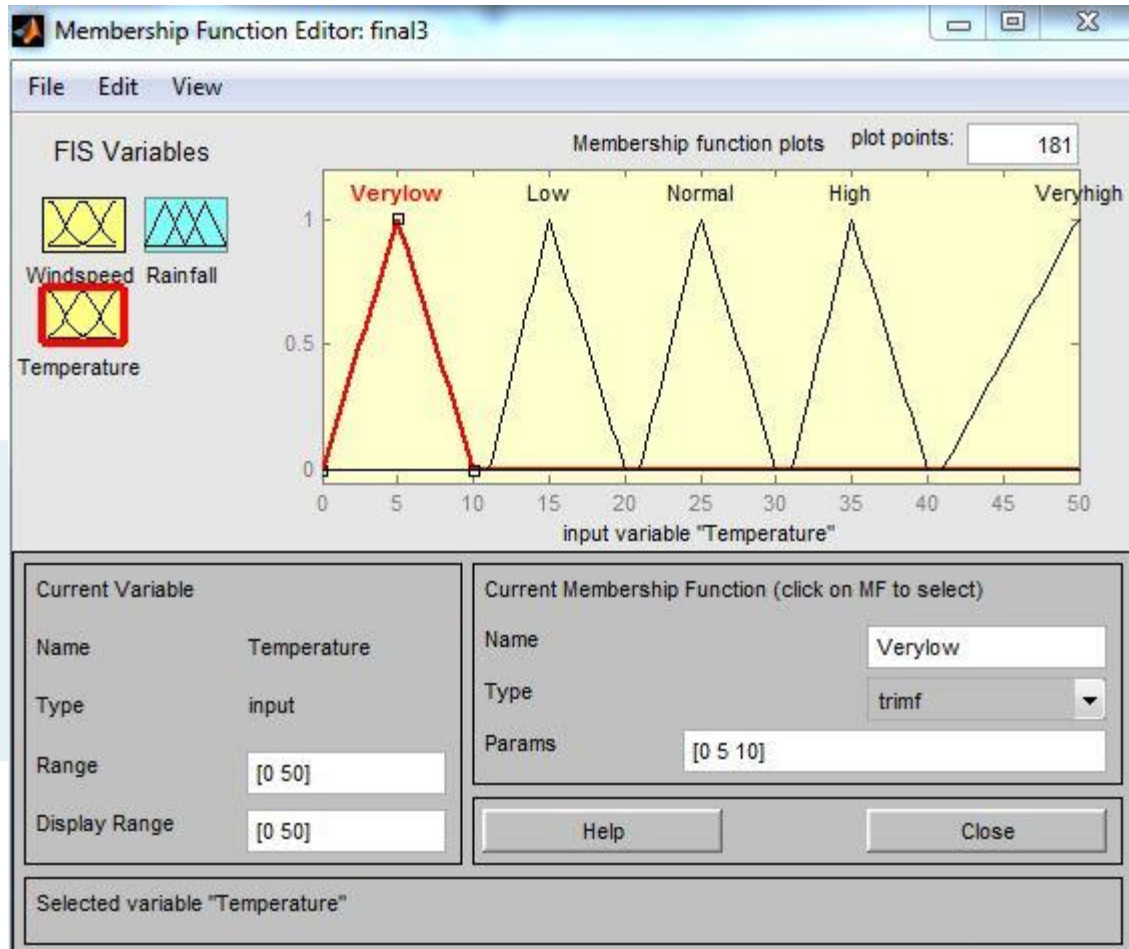 Membership Function Editor: final3
File Edit View
FIS Variables
Membership function plots plot points: 181
Windspeed Rainfall
Temperature
Verylow Low Normal High Veryhigh
1
0.5
0
0 5 10 15 20 25 30 35 40 45 50
input variable "Temperature"
Current Variable
Name Temperature
Type input
Range [0 50]
Display Range [0 50]
Current Membership Function (click on MF to select)
Name Verylow
Type trimf
Params [0 5 10]
Help Close
Selected variable "Temperature"